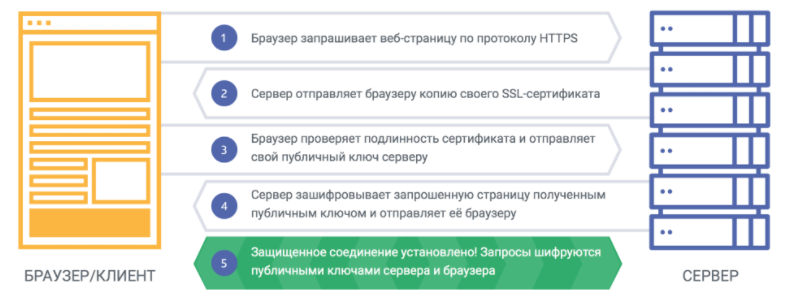 1
Браузер запрашивает веб-страницу по протоколу HTTPS
2
Сервер отправляет браузеру копию своего SSL-сертификата
3
Браузер проверяет подлинность сертификата и отправляет
свой публичный ключ серверу
4
Сервер зашифровывает запрошенную страницу полученным
публичным ключом и отправляет её браузеру
5
Защищенное соединение установлено! Запросы шифруются
публичными ключами сервера и браузера
БРАУЗЕР/КЛИЕНТ
СЕРВЕР